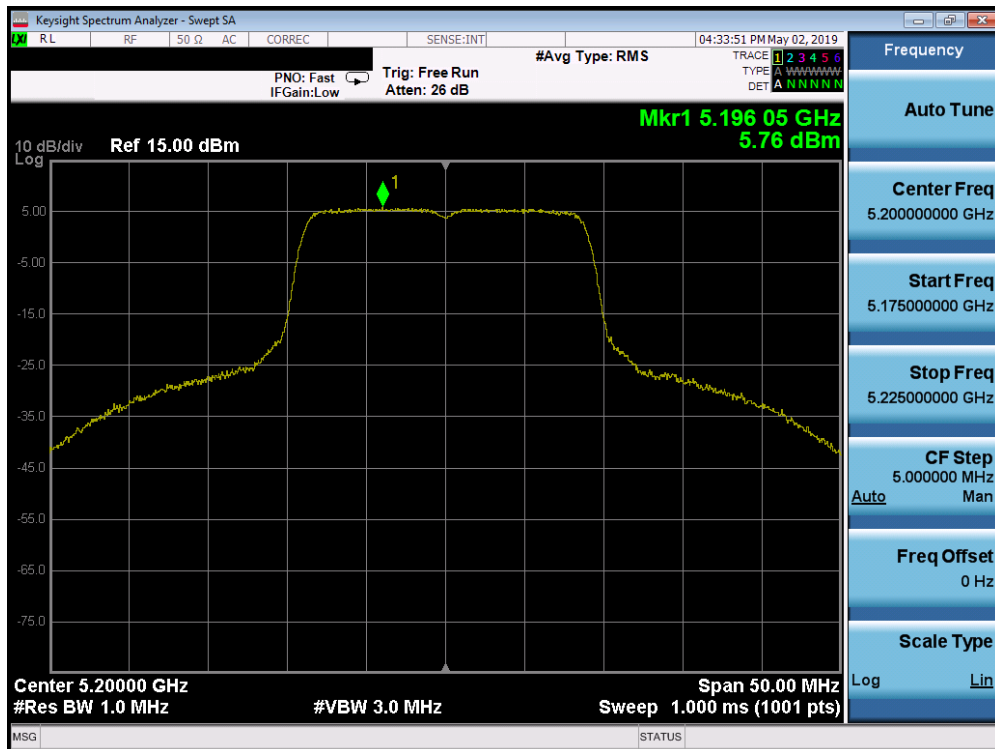 Keysight Spectrum Analyzer - Swept SA
LXI RL RF 50 Ω AC CORREC SENSE:INT 04:33:51 PM May 02, 2019
#Avg Type: RMS
TRACE 1 2 3 4 5 6
PNO: Fast Trig: Free Run TYPE A WWWWW
IFGain:Low Atten: 26 dB DET A N N N N N
Mkr1 5.196 05 GHz
5.76 dBm
10 dB/div Ref 15.00 dBm
Log
1
5.00
-5.00
-15.0
-25.0
-35.0
-45.0
-55.0
-65.0
-75.0
Center 5.20000 GHz Span 50.00 MHz
#Res BW 1.0 MHz #VBW 3.0 MHz Sweep 1.000 ms (1001 pts)
MSG STATUS
Frequency
Auto Tune
Center Freq
5.200000000 GHz
Start Freq
5.175000000 GHz
Stop Freq
5.225000000 GHz
CF Step
5.000000 MHz
Auto Man
Freq Offset
0 Hz
Scale Type
Log Lin